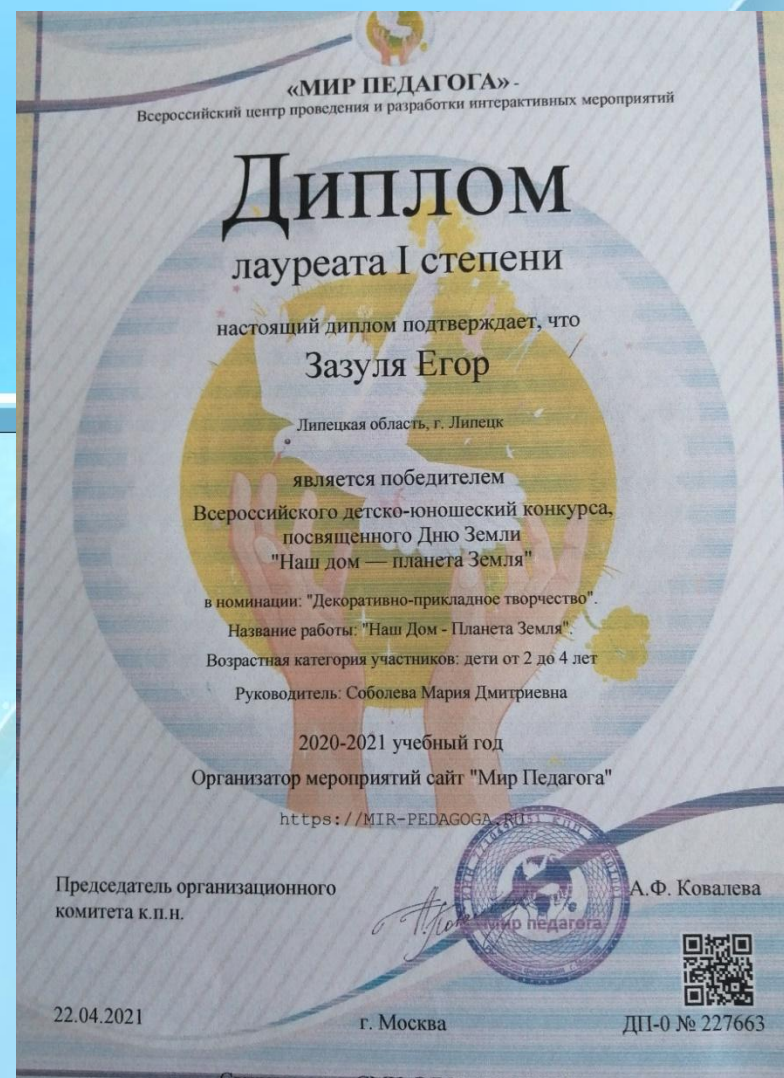 «МИР ПЕДАГОГА» -
Всероссийский центр проведения и разработки интерактивных мероприятий
Диплом
лауреата I степени
настоящий диплом подтверждает, что
Зазуля Егор
Липецкая область, г. Липецк
является победителем
Всероссийского детско-юношеский конкурса,
посвященного Дню Земли
"Наш дом — планета Земля"
в номинации: "Декоративно-прикладное творчество".
Название работы: "Наш Дом - Планета Земля".
Возрастная категория участников: дети от 2 до 4 лет
Руководитель: Соболева Мария Дмитриевна
2020-2021 учебный год
Организатор мероприятий сайт "Мир Педагога"
https://MIR-PEDAGOGA.RU
Председатель организационного
комитета к.п.н.
А.Ф. Ковалева
Мир педагога
22.04.2021
г. Москва
ДП-0 № 227663